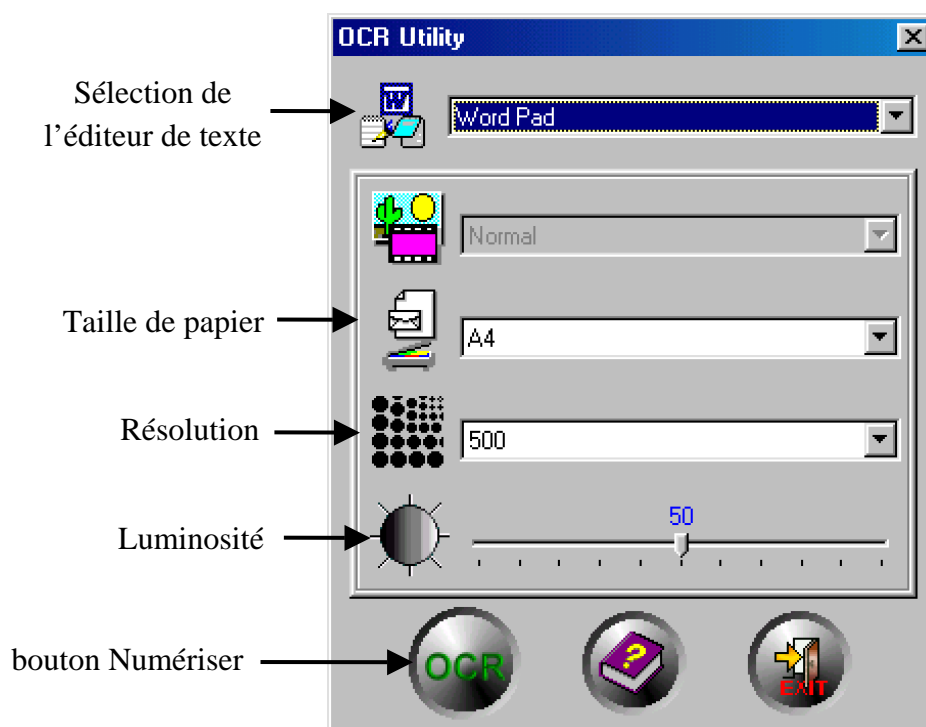 OCR Utility
Sélection de
l’éditeur de texte
W
Word Pad
Normal
Taille de papier
A4
Résolution
500
Luminosité
50
bouton Numériser
OCR
?
EXIT